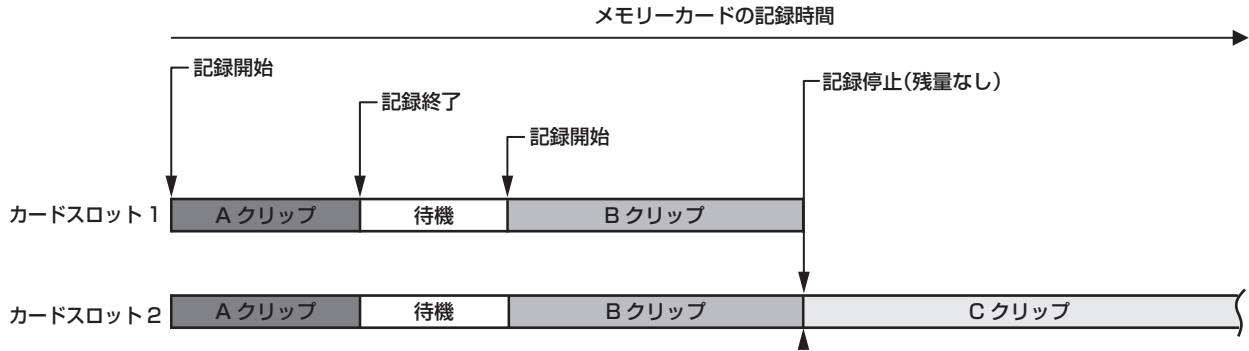 メモリーカードの記録時間
記録開始
記録終了
記録開始
記録停止(残量なし)
カードスロット 1 A クリップ 待機 B クリップ
カードスロット 2 A クリップ 待機 B クリップ C クリップ